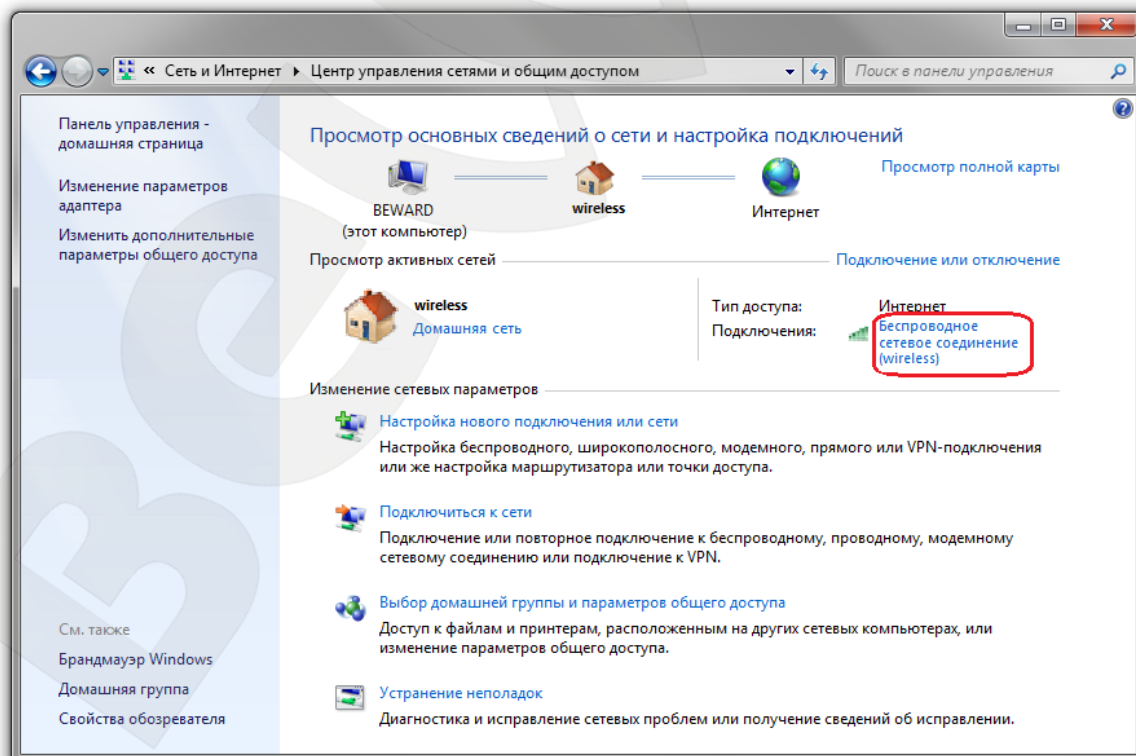 « Сеть и Интернет ▸ Центр управления сетями и общим доступом
Поиск в панели управления
Панель управления -
домашняя страница
Изменение параметров
адаптера
Изменить дополнительные
параметры общего доступа
Просмотр основных сведений о сети и настройка подключений
Просмотр полной карты
BEWARD
(этот компьютер)
wireless
Интернет
Просмотр активных сетей
Подключение или отключение
wireless
Домашняя сеть
Тип доступа: Интернет
Подключения: Беспроводное
сетевое соединение
(wireless)
Изменение сетевых параметров
Настройка нового подключения или сети
Настройка беспроводного, широкополосного, модемного, прямого или VPN-подключения
или же настройка маршрутизатора или точки доступа.
Подключиться к сети
Подключение или повторное подключение к беспроводному, проводному, модемному
сетевому соединению или подключение к VPN.
Выбор домашней группы и параметров общего доступа
Доступ к файлам и принтерам, расположенным на других сетевых компьютерах, или
изменение параметров общего доступа.
Устранение неполадок
Диагностика и исправление сетевых проблем или получение сведений об исправлении.
См. также
Брандмауэр Windows
Домашняя группа
Свойства обозревателя